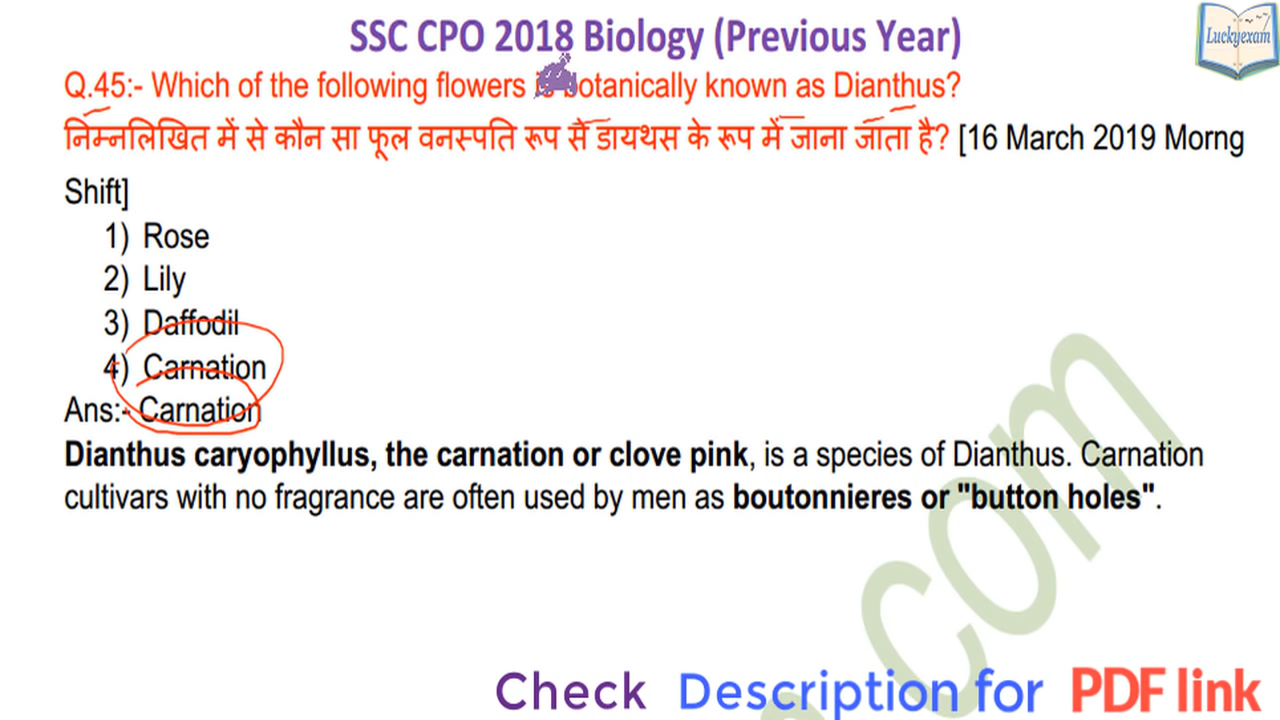 SSC CPO 2018 Biology (Previous Year)
Luckyexam
Q.45:- Which of the following flowers is botanically known as Dianthus?
निम्नलिखित में से कौन सा फूल वनस्पति रूप से डायथस के रूप में जाना जाता है? [16 March 2019 Morng
Shift]
1) Rose
2) Lily
3) Daffodil
4) Carnation
Ans:- Carnation
Dianthus caryophyllus, the carnation or clove pink, is a species of Dianthus. Carnation
cultivars with no fragrance are often used by men as boutonnieres or "button holes".
.com
Check Description for PDF link